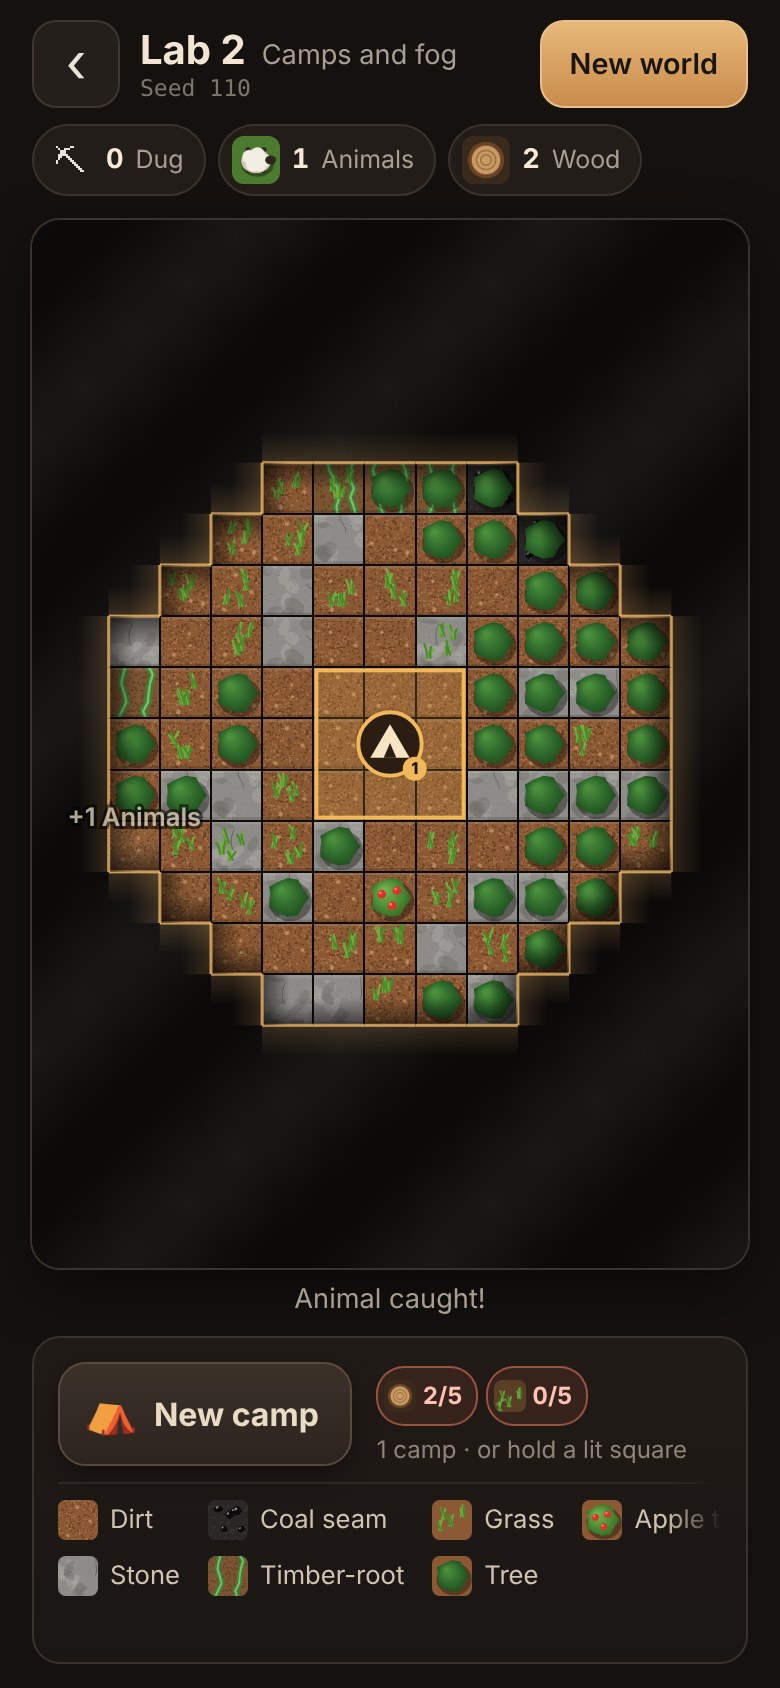 Lab 2 Camps and fog
Seed 110
New world
0 Dug
1 Animals
2 Wood
1
+1 Animals
Animal caught!
New camp
2/5
0/5
1 camp · or hold a lit square
Dirt
Coal seam
Grass
Apple t
Stone
Timber-root
Tree